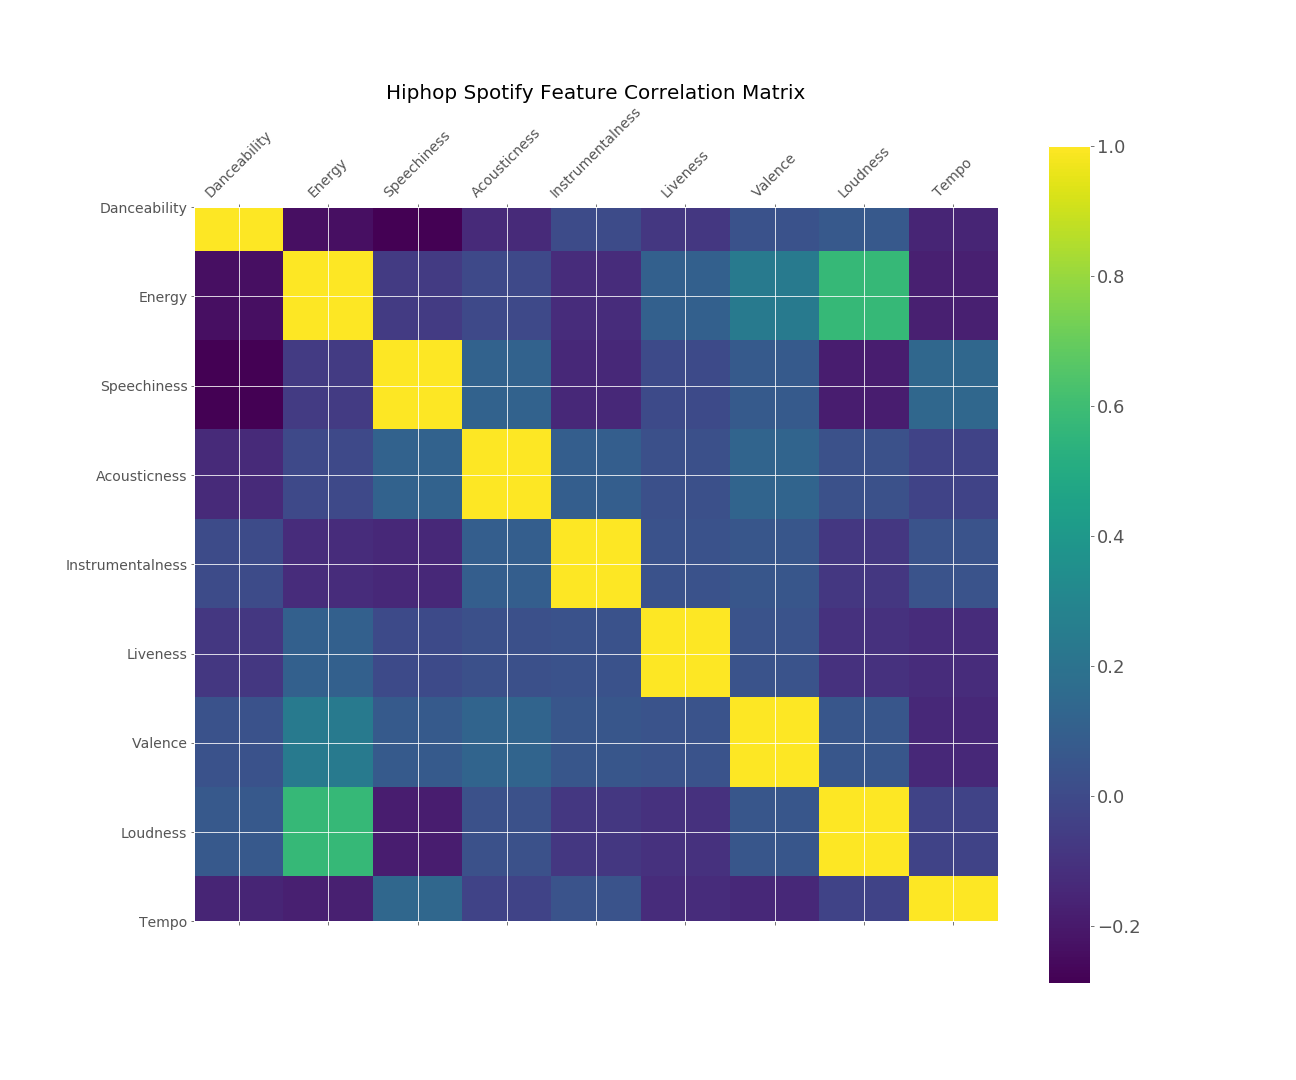 Hiphop Spotify Feature Correlation Matrix
Danceability
Energy
Speechiness
Acousticness
Instrumentalness
Liveness
Valence
Loudness
Tempo
Danceability
Energy
Speechiness
Acousticness
Instrumentalness
Liveness
Valence
Loudness
Tempo
1.0
0.8
0.6
0.4
0.2
0.0
−0.2